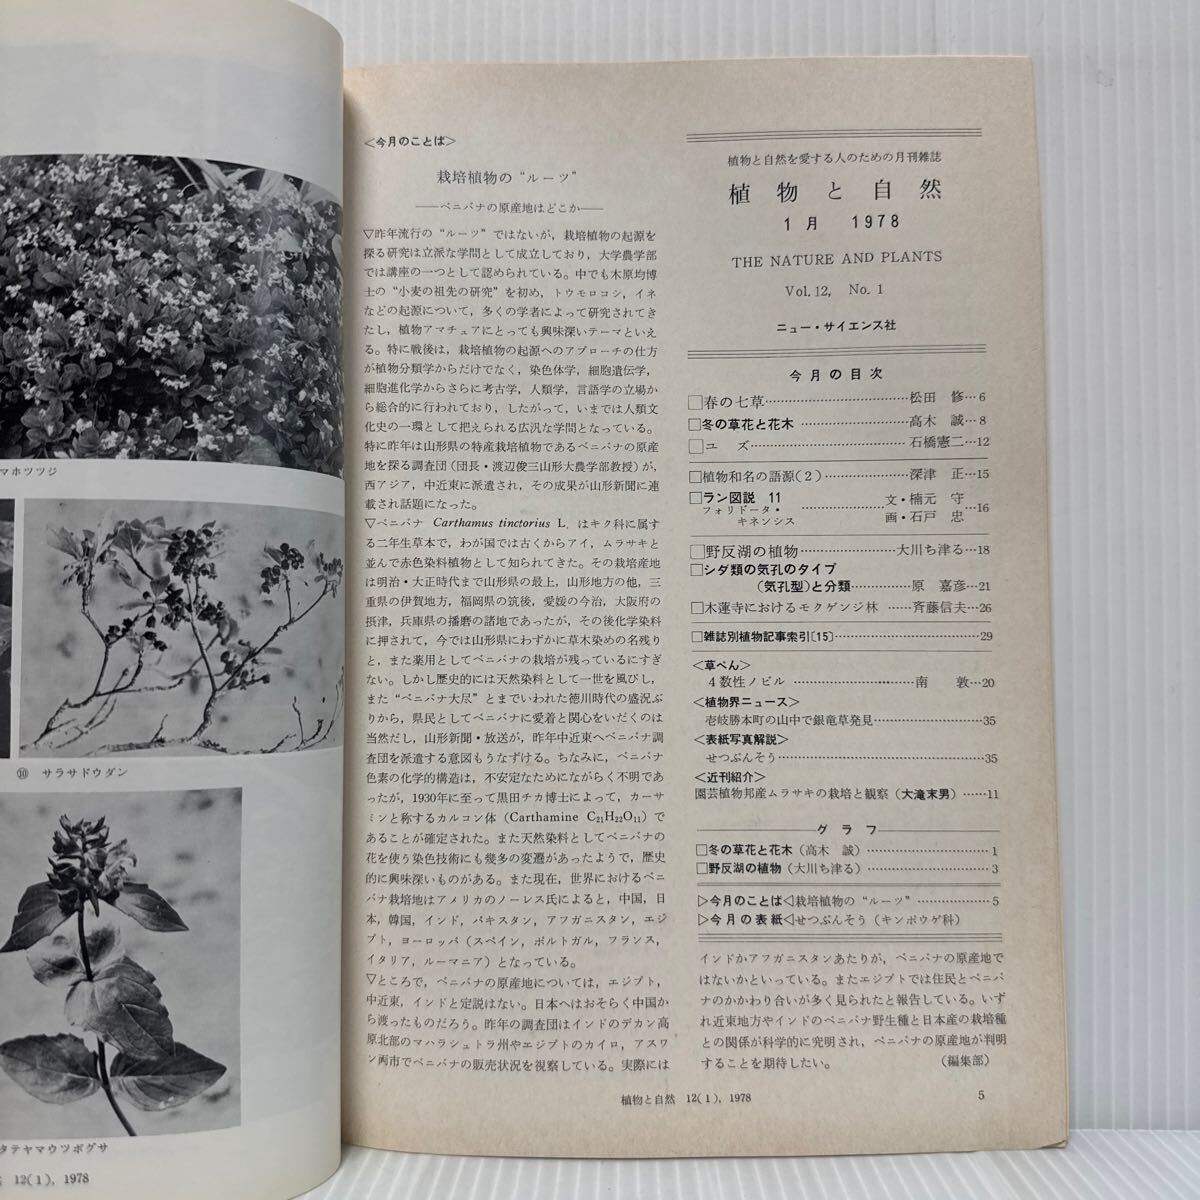 マホツツジ
⑩ サラサドウダン
タテヤマウツボグサ
12(1), 1978
<今月のことば>
栽培植物の“ルーツ”
――ベニバナの原産地はどこか――
▽昨年流行の“ルーツ”ではないが，栽培植物の起源を
探る研究は立派な学問として成立しており，大学農学部
では講座の一つとして認められている。中でも木原均博
士の“小麦の祖先の研究”を初め，トウモロコシ，イネ
などの起源について，多くの学者によって研究されてき
たし，植物アマチュアにとっても興味深いテーマといえ
る。特に戦後は，栽培植物の起源へのアプローチの仕方
が植物分類学からだけでなく，染色体学，細胞遺伝学，
細胞進化学からさらに考古学，人類学，言語学の立場か
ら総合的に行われており，したがって，いまでは人類文
化史の一環として把えられる広汎な学問となっている。
特に昨年は山形県の特産栽培植物であるベニバナの原産
地を探る調査団（団長・渡辺俊三山形大農学部教授）が，
西アジア，中近東に派遣され，その成果が山形新聞に連
載され話題になった。
▽ベニバナ Carthamus tinctorius L. はキク科に属す
る二年生草本で，わが国では古くからアイ，ムラサキと
並んで赤色染料植物として知られてきた。その栽培産地
は明治・大正時代まで山形県の最上，山形地方の他，三
重県の伊賀地方，福岡県の筑後，愛媛の今治，大阪府の
摂津，兵庫県の播磨の諸地であったが，その後化学染料
に押されて，今では山形県にわずかに草木染めの名残り
と，また薬用としてベニバナの栽培が残っているにすぎ
ない。しかし歴史的には天然染料として一世を風びし，
また“ベニバナ大尽”とまでいわれた徳川時代の盛況ぶ
りから，県民としてベニバナに愛着と関心をいだくのは
当然だし，山形新聞・放送が，昨年中近東へベニバナ調
査団を派遣する意図もうなずける。ちなみに，ベニバナ
色素の化学的構造は，不安定なためにながらく不明であ
ったが，1930年に至って黒田チカ博士によって，カーサ
ミンと称するカルコン体（Carthamine C21H22O11）で
あることが確定された。また天然染料としてベニバナの
花を使う染色技術にも幾多の変遷があったようで，歴史
的に興味深いものがある。また現在，世界におけるベニ
バナ栽培地はアメリカのノーレス氏によると，中国，日
本，韓国，インド，パキスタン，アフガニスタン，エジ
プト，ヨーロッパ（スペイン，ポルトガル，フランス，
イタリア，ルーマニア）となっている。
▽ところで，ベニバナの原産地については，エジプト，
中近東，インドと定説はない。日本へはおそらく中国か
ら渡ったものだろう。昨年の調査団はインドのデカン高
原北部のマハラシュトラ州やエジプトのカイロ，アスワ
ン両市でベニバナの販売状況を視察している。実際には
植物と自然を愛する人のための月刊雑誌
植物と自然
1月 1978
THE NATURE AND PLANTS
Vol. 12, No. 1
ニュー・サイエンス社
今月の目次
□春の七草……………………………松田 修…6
□冬の草花と花木……………………高木 誠…8
□ユ ズ………………………………石橋憲二…12
□植物和名の語源(2)………………深津 正…15
□ラン図説 11 文・楠元 守
フォリドータ・キネンシス 画・石戸 忠 …16
□野反湖の植物………………………大川ち津る…18
□シダ類の気孔のタイプ
(気孔型)と分類…………原 嘉彦…21
□木蓮寺におけるモクゲンジ林……斉藤信夫…26
□雑誌別植物記事索引〔15〕……………………29
<草ぺん>
4数性ノビル…………………………南 敦…20
<植物界ニュース>
壱岐勝本町の山中で銀竜草発見…………………35
<表紙写真解説>
せつぶんそう………………………………………35
<近刊紹介>
園芸植物邦産ムラサキの栽培と観察（大滝末男）……11
グラフ
□冬の草花と花木（高木 誠）……………………1
□野反湖の植物（大川ち津る）……………………3
▷今月のことば◁栽培植物の“ルーツ”……………5
▷今月の表紙◁せつぶんそう（キンポウゲ科）
インドかアフガニスタンあたりが，ベニバナの原産地で
はないかといっている。またエジプトでは住民とベニバ
ナのかかわり合いが多く見られたと報告している。いず
れ近東地方やインドのベニバナ野生種と日本産の栽培種
との関係が科学的に究明され，ベニバナの原産地が判明
することを期待したい。 （編集部）
植物と自然 12(1), 1978
5